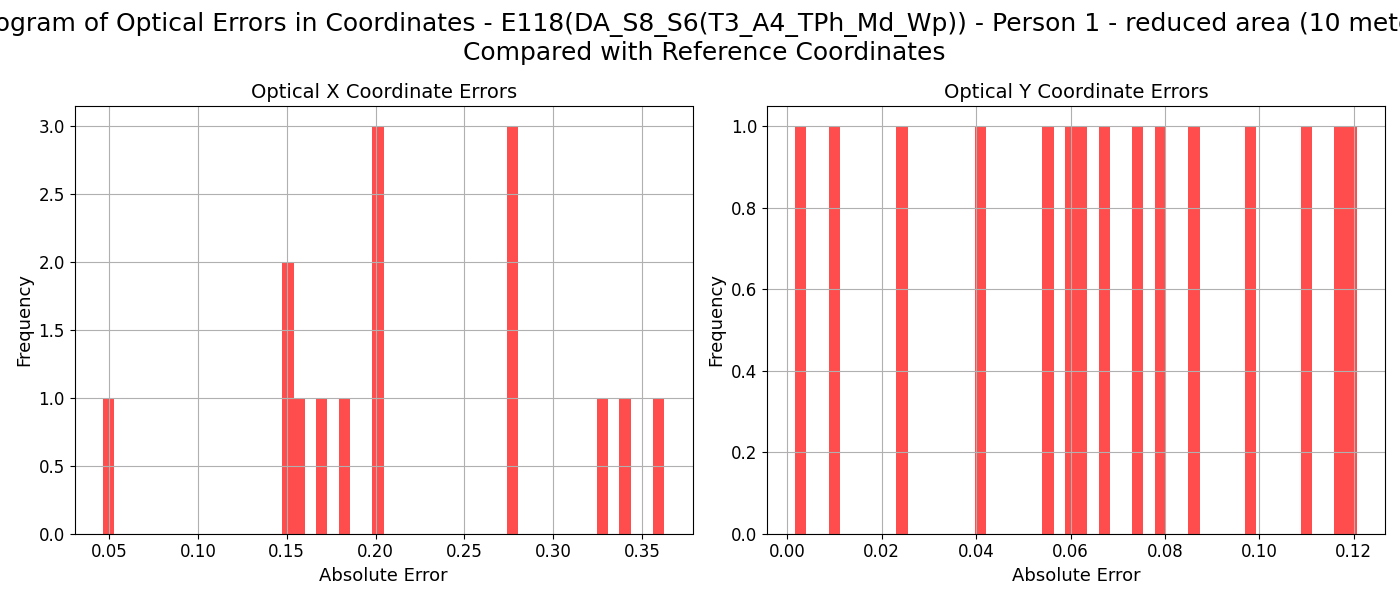 ogram of Optical Errors in Coordinates - E118(DA_S8_S6(T3_A4_TPh_Md_Wp)) - Person 1 - reduced area (10 met
Compared with Reference Coordinates
Optical X Coordinate Errors
Frequency
3.0
2.5
2.0
1.5
1.0
0.5
0.0
0.05 0.10 0.15 0.20 0.25 0.30 0.35
Absolute Error
Optical Y Coordinate Errors
Frequency
1.0
0.8
0.6
0.4
0.2
0.0
0.00 0.02 0.04 0.06 0.08 0.10 0.12
Absolute Error